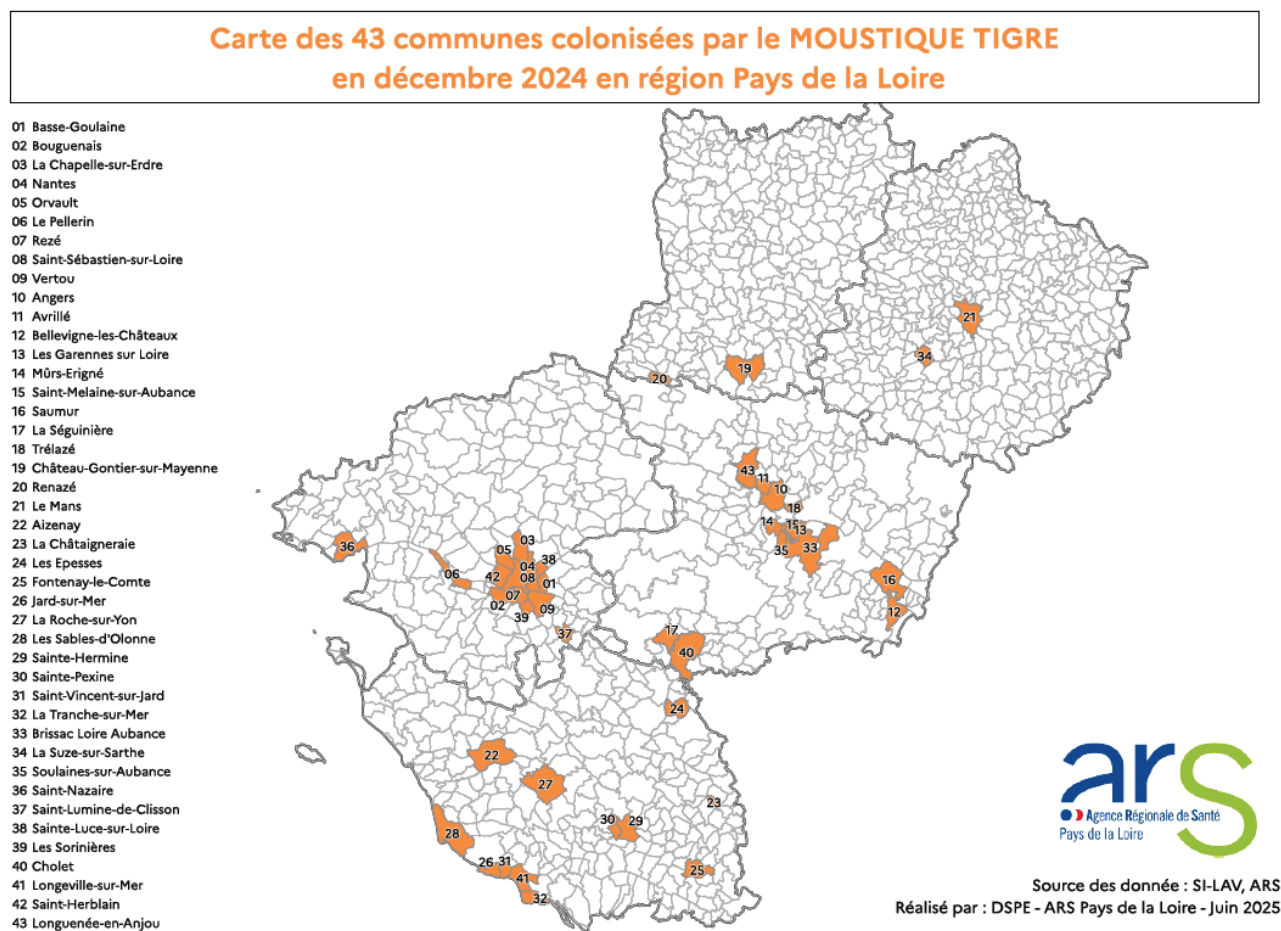 Carte des 43 communes colonisées par le MOUSTIQUE TIGRE
en décembre 2024 en région Pays de la Loire
01 Basse-Goulaine
02 Bouguenais
03 La Chapelle-sur-Erdre
04 Nantes
05 Orvault
06 Le Pellerin
07 Rezé
08 Saint-Sébastien-sur-Loire
09 Vertou
10 Angers
11 Avrillé
12 Bellevigne-les-Châteaux
13 Les Garennes sur Loire
14 Mûrs-Erigné
15 Saint-Melaine-sur-Aubance
16 Saumur
17 La Séguinière
18 Trélazé
19 Château-Gontier-sur-Mayenne
20 Renazé
21 Le Mans
22 Aizenay
23 La Châtaigneraie
24 Les Epesses
25 Fontenay-le-Comte
26 Jard-sur-Mer
27 La Roche-sur-Yon
28 Les Sables-d'Olonne
29 Sainte-Hermine
30 Sainte-Pexine
31 Saint-Vincent-sur-Jard
32 La Tranche-sur-Mer
33 Brissac Loire Aubance
34 La Suze-sur-Sarthe
35 Soulaines-sur-Aubance
36 Saint-Nazaire
37 Saint-Lumine-de-Clisson
38 Sainte-Luce-sur-Loire
39 Les Sorinières
40 Cholet
41 Longeville-sur-Mer
42 Saint-Herblain
43 Longuenée-en-Anjou
21
34
19
20
43
11
10
18
14
15
13
35
33
16
12
17
40
36
06
03
05
04
38
42
08
01
07
02
09
39
37
24
22
27
23
30
29
28
26
31
41
32
25
ars
Agence Régionale de Santé
Pays de la Loire
Source des donnée : SI-LAV, ARS
Réalisé par : DSPE - ARS Pays de la Loire - Juin 2025